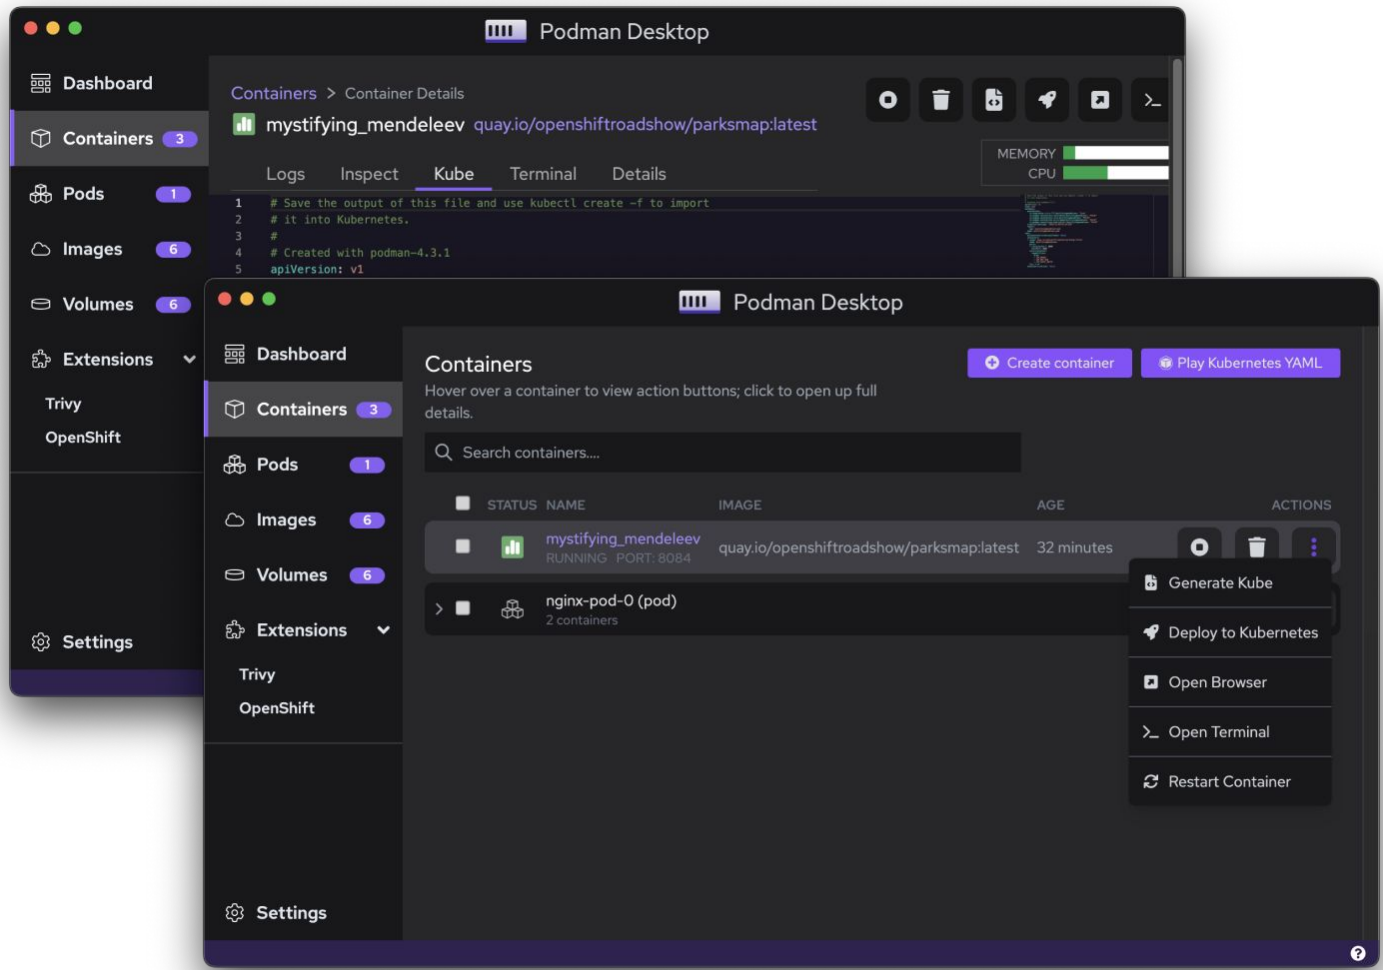 Podman Desktop
Dashboard
Containers 3
Pods 1
Images 6
Volumes 6
Extensions
Trivy
OpenShift
Settings
Containers > Container Details
mystifying_mendeleev quay.io/openshiftroadshow/parksmap:latest
MEMORY
CPU
Logs Inspect Kube Terminal Details
1 # Save the output of this file and use kubectl create -f to import
2 # it into Kubernetes.
3 #
4 # Created with podman-4.3.1
5 apiVersion: v1
Podman Desktop
Dashboard
Containers 3
Pods 1
Images 6
Volumes 6
Extensions
Trivy
OpenShift
Settings
Containers
Create container
Play Kubernetes YAML
Hover over a container to view action buttons; click to open up full
details.
Search containers....
STATUS NAME IMAGE AGE ACTIONS
mystifying_mendeleev quay.io/openshiftroadshow/parksmap:latest 32 minutes
RUNNING PORT: 8084
nginx-pod-0 (pod)
2 containers
Generate Kube
Deploy to Kubernetes
Open Browser
Open Terminal
Restart Container
?